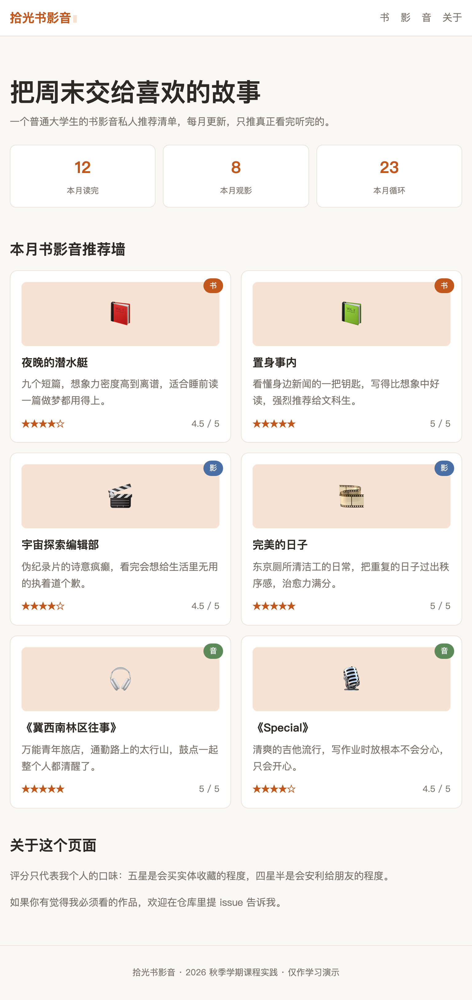 拾光书影音
书 影 音 关于
把周末交给喜欢的故事
一个普通大学生的书影音私人推荐清单，每月更新，只推真正看完听完的。
12
本月读完
8
本月观影
23
本月循环
本月书影音推荐墙
书
VOL. 1
夜晚的潜水艇
九个短篇，想象力密度高到离谱，适合睡前读
一篇做梦都用得上。
★★★★☆ 4.5 / 5
书
VOL. 2
置身事内
看懂身边新闻的一把钥匙，写得比想象中好
读，强烈推荐给文科生。
★★★★★ 5 / 5
影
宇宙探索编辑部
伪纪录片的诗意疯癫，看完会想给生活里无用
的执着道个歉。
★★★★☆ 4.5 / 5
影
完美的日子
东京厕所清洁工的日常，把重复的日子过出秩
序感，治愈力满分。
★★★★★ 5 / 5
音
《冀西南林区往事》
万能青年旅店，通勤路上的太行山，鼓点一起
整个人都清醒了。
★★★★★ 5 / 5
音
《Special》
清爽的吉他流行，写作业时放根本不会分心，
只会开心。
★★★★☆ 4.5 / 5
关于这个页面
评分只代表我个人的口味：五星是会买实体收藏的程度，四星半是会安利给朋友的程度。
如果你有觉得我必须看的作品，欢迎在仓库里提 issue 告诉我。
拾光书影音 · 2026 秋季学期课程实践 · 仅作学习演示